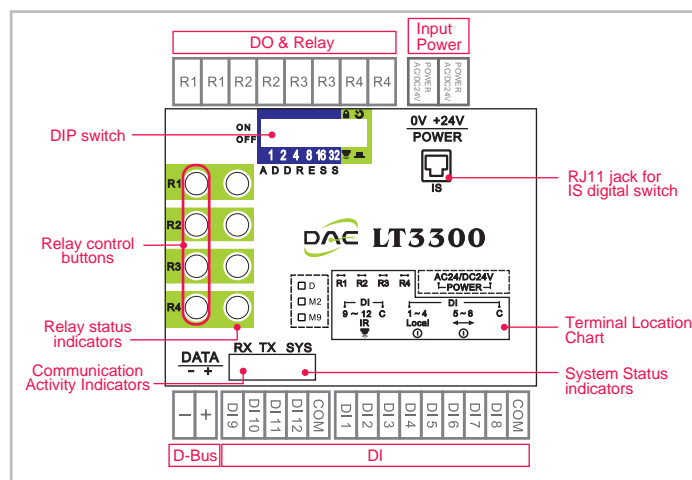 DO & Relay
Input
Power
R1 R1 R2 R2 R3 R3 R4 R4
POWER
AC/DC24V
POWER
AC/DC24V
DIP switch
ON
OFF
1 2 4 8 16 32
ADDRESS
0V +24V
POWER
IS
RJ11 jack for
IS digital switch
R1
R2
R3
R4
Relay control
buttons
DAE LT3300
D
M2
M9
R1 R2 R3 R4
AC24/DC24V
POWER
DI
9 ~ 12 C
IR
DI
1 ~ 4 5 ~ 8 C
Local
Terminal Location
Chart
Relay status
indicators
RX TX SYS
DATA
- +
Communication
Activity Indicators
System Status
indicators
- + DI 9 DI 10 DI 11 DI 12 COM DI 1 DI 2 DI 3 DI 4 DI 5 DI 6 DI 7 DI 8 COM
D-Bus
DI